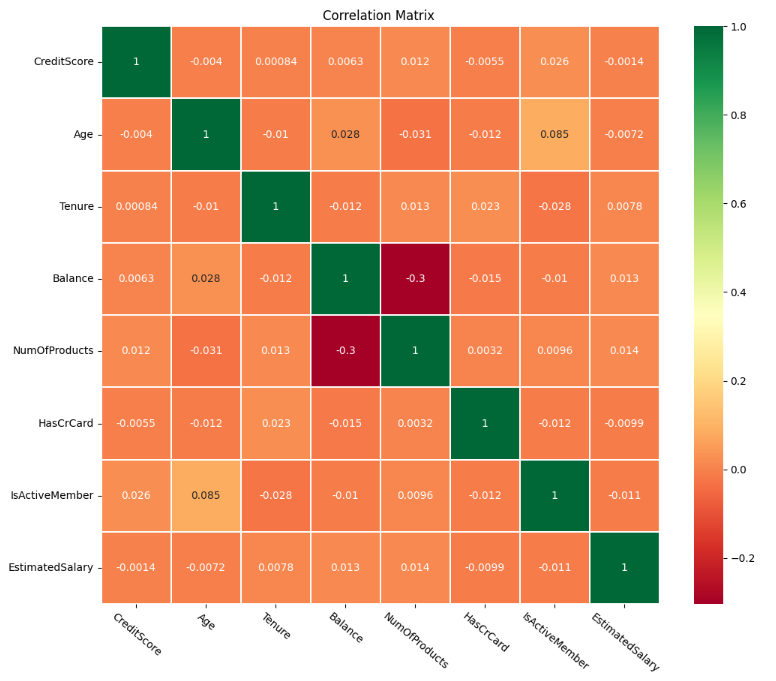 Correlation Matrix
CreditScore 1 -0.004 0.00084 0.0063 0.012 -0.0055 0.026 -0.0014
Age -0.004 1 -0.01 0.028 -0.031 -0.012 0.085 -0.0072
Tenure 0.00084 -0.01 1 -0.012 0.013 0.023 -0.028 0.0078
Balance 0.0063 0.028 -0.012 1 -0.3 -0.015 -0.01 0.013
NumOfProducts 0.012 -0.031 0.013 -0.3 1 0.0032 0.0096 0.014
HasCrCard -0.0055 -0.012 0.023 -0.015 0.0032 1 -0.012 -0.0099
IsActiveMember 0.026 0.085 -0.028 -0.01 0.0096 -0.012 1 -0.011
EstimatedSalary -0.0014 -0.0072 0.0078 0.013 0.014 -0.0099 -0.011 1
CreditScore Age Tenure Balance NumOfProducts HasCrCard IsActiveMember EstimatedSalary
1.0
0.8
0.6
0.4
0.2
0.0
−0.2